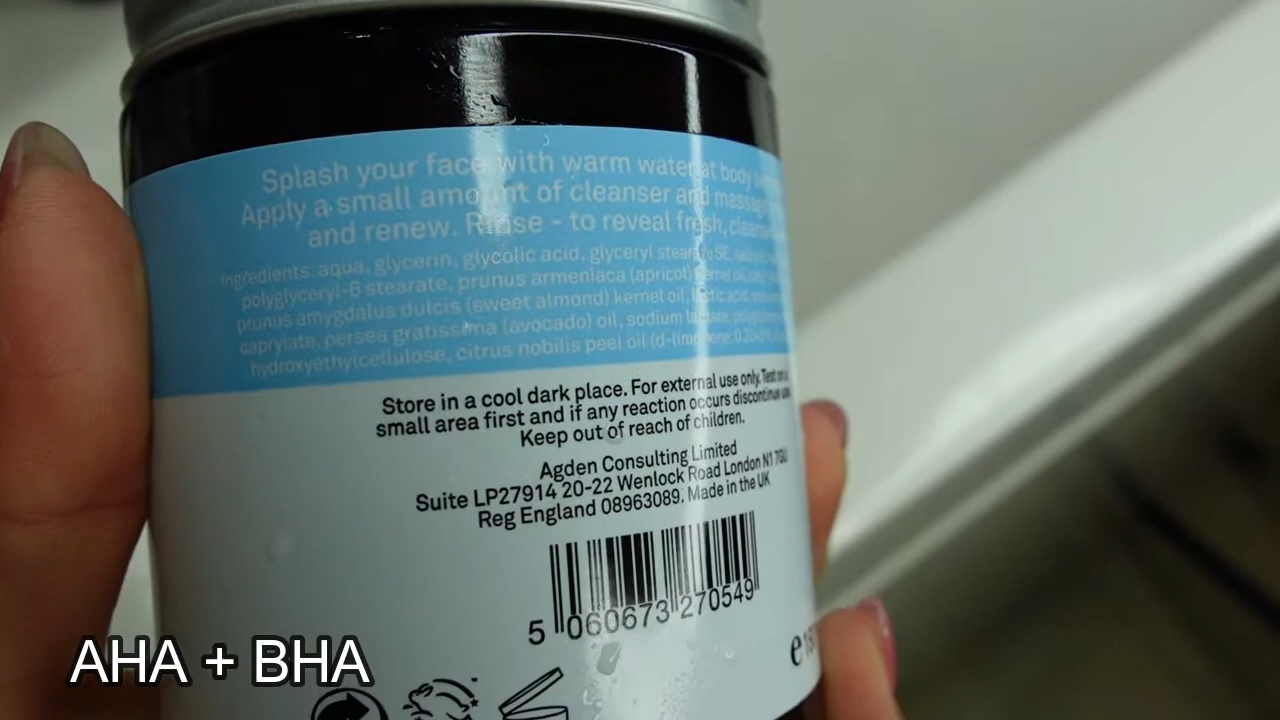 Splash your face with warm water at body
Apply a small amount of cleanser and massage
and renew. Rinse - to reveal fresh,
Ingredients: aqua, glycerin, glycolic acid, glyceryl stearate SE,
polyglyceryl-6 stearate, prunus armeniaca (apricot) kernel oil,
prunus amygdalus dulcis (sweet almond) kernel oil, lactic acid,
caprylate, persea gratissima (avocado) oil, sodium lactate,
hydroxyethylcellulose, citrus nobilis peel oil (d-limonene:
Store in a cool dark place. For external use only. Test on a
small area first and if any reaction occurs discontinue use.
Keep out of reach of children.
Agden Consulting Limited
Suite LP27914 20-22 Wenlock Road London N1 7GU
Reg England 08963089. Made in the UK
5 060673 270549
e
AHA + BHA